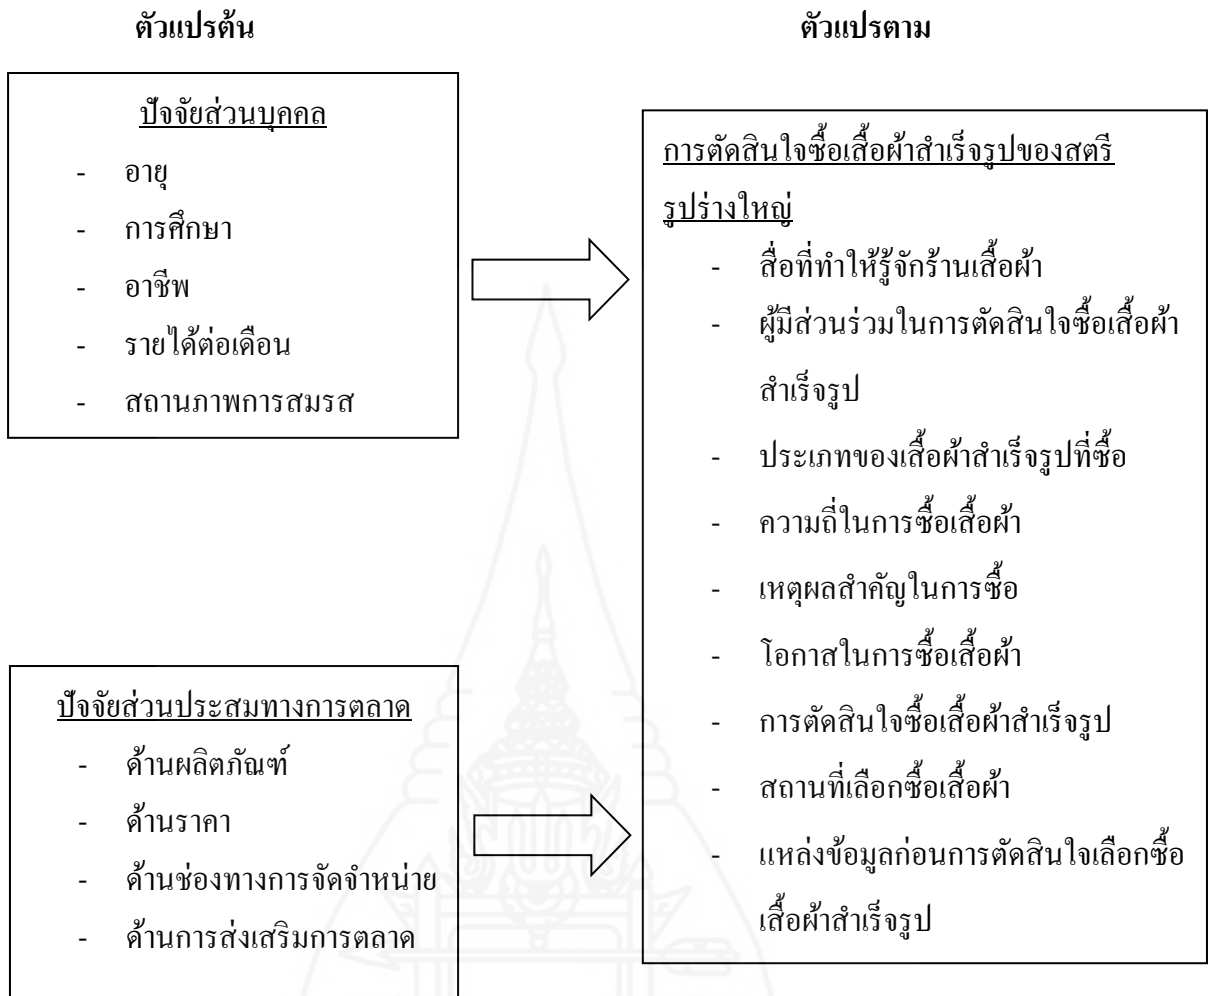 ตัวแปรต้น
ตัวแปรตาม
ปัจจัยส่วนบุคคล
- อายุ
- การศึกษา
- อาชีพ
- รายได้ต่อเดือน
- สถานภาพการสมรส
ปัจจัยส่วนประสมทางการตลาด
- ด้านผลิตภัณฑ์
- ด้านราคา
- ด้านช่องทางการจัดจำหน่าย
- ด้านการส่งเสริมการตลาด
การตัดสินใจซื้อเสื้อผ้าสำเร็จรูปของสตรี
รูปร่างใหญ่
- สื่อที่ทำให้รู้จักร้านเสื้อผ้า
- ผู้มีส่วนร่วมในการตัดสินใจซื้อเสื้อผ้า
สำเร็จรูป
- ประเภทของเสื้อผ้าสำเร็จรูปที่ซื้อ
- ความถี่ในการซื้อเสื้อผ้า
- เหตุผลสำคัญในการซื้อ
- โอกาสในการซื้อเสื้อผ้า
- การตัดสินใจซื้อเสื้อผ้าสำเร็จรูป
- สถานที่เลือกซื้อเสื้อผ้า
- แหล่งข้อมูลก่อนการตัดสินใจเลือกซื้อ
เสื้อผ้าสำเร็จรูป